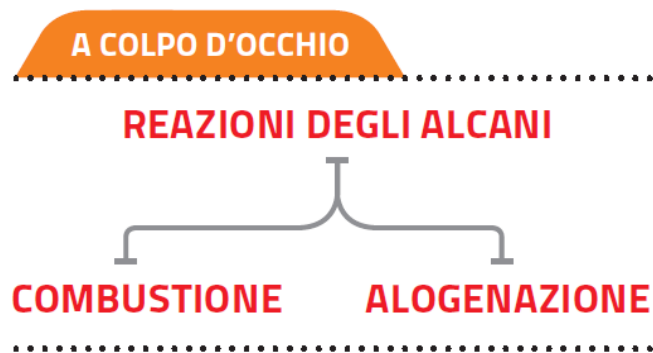 A COLPO D'OCCHIO
REAZIONI DEGLI ALCANI
COMBUSTIONE ALOGENAZIONE